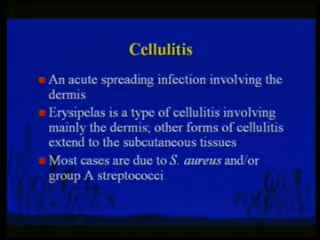 Cellulitis
An acute spreading infection involving the
dermis
Erysipelas is a type of cellulitis involving
mainly the dermis; other forms of cellulitis
extend to the subcutaneous tissues
Most cases are due to S. aureus and/or
group A streptococci